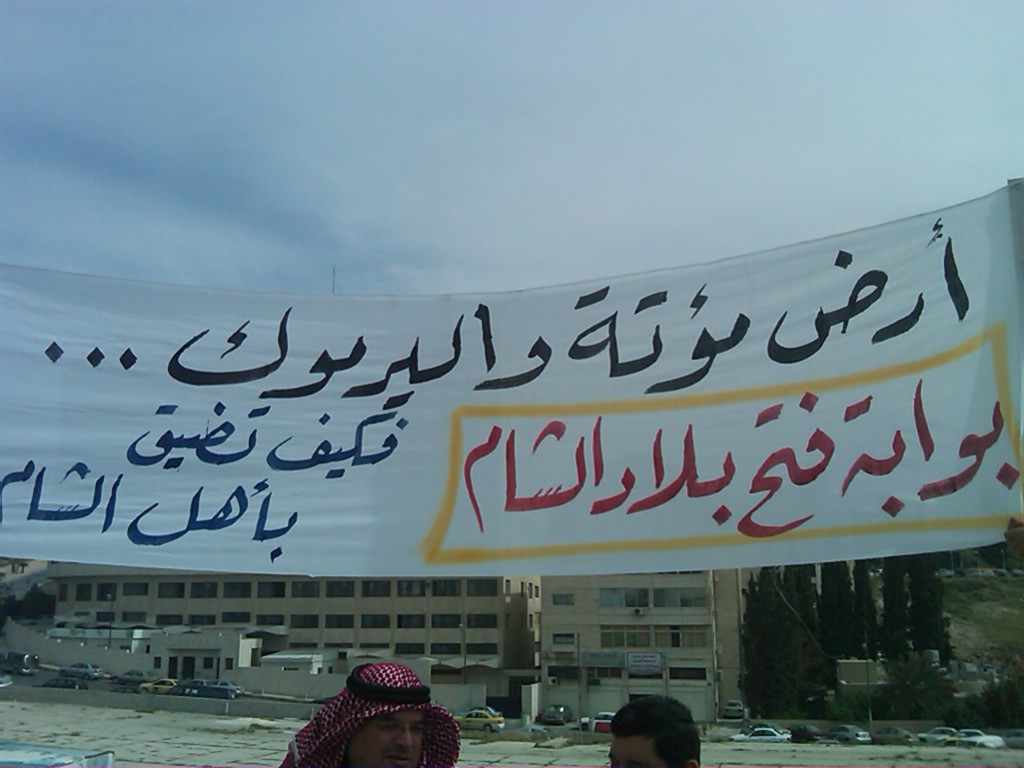 أرض مؤتة واليرموك ...
بوابة فتح بلاد الشام
فكيف تضيق
بأهل الشام